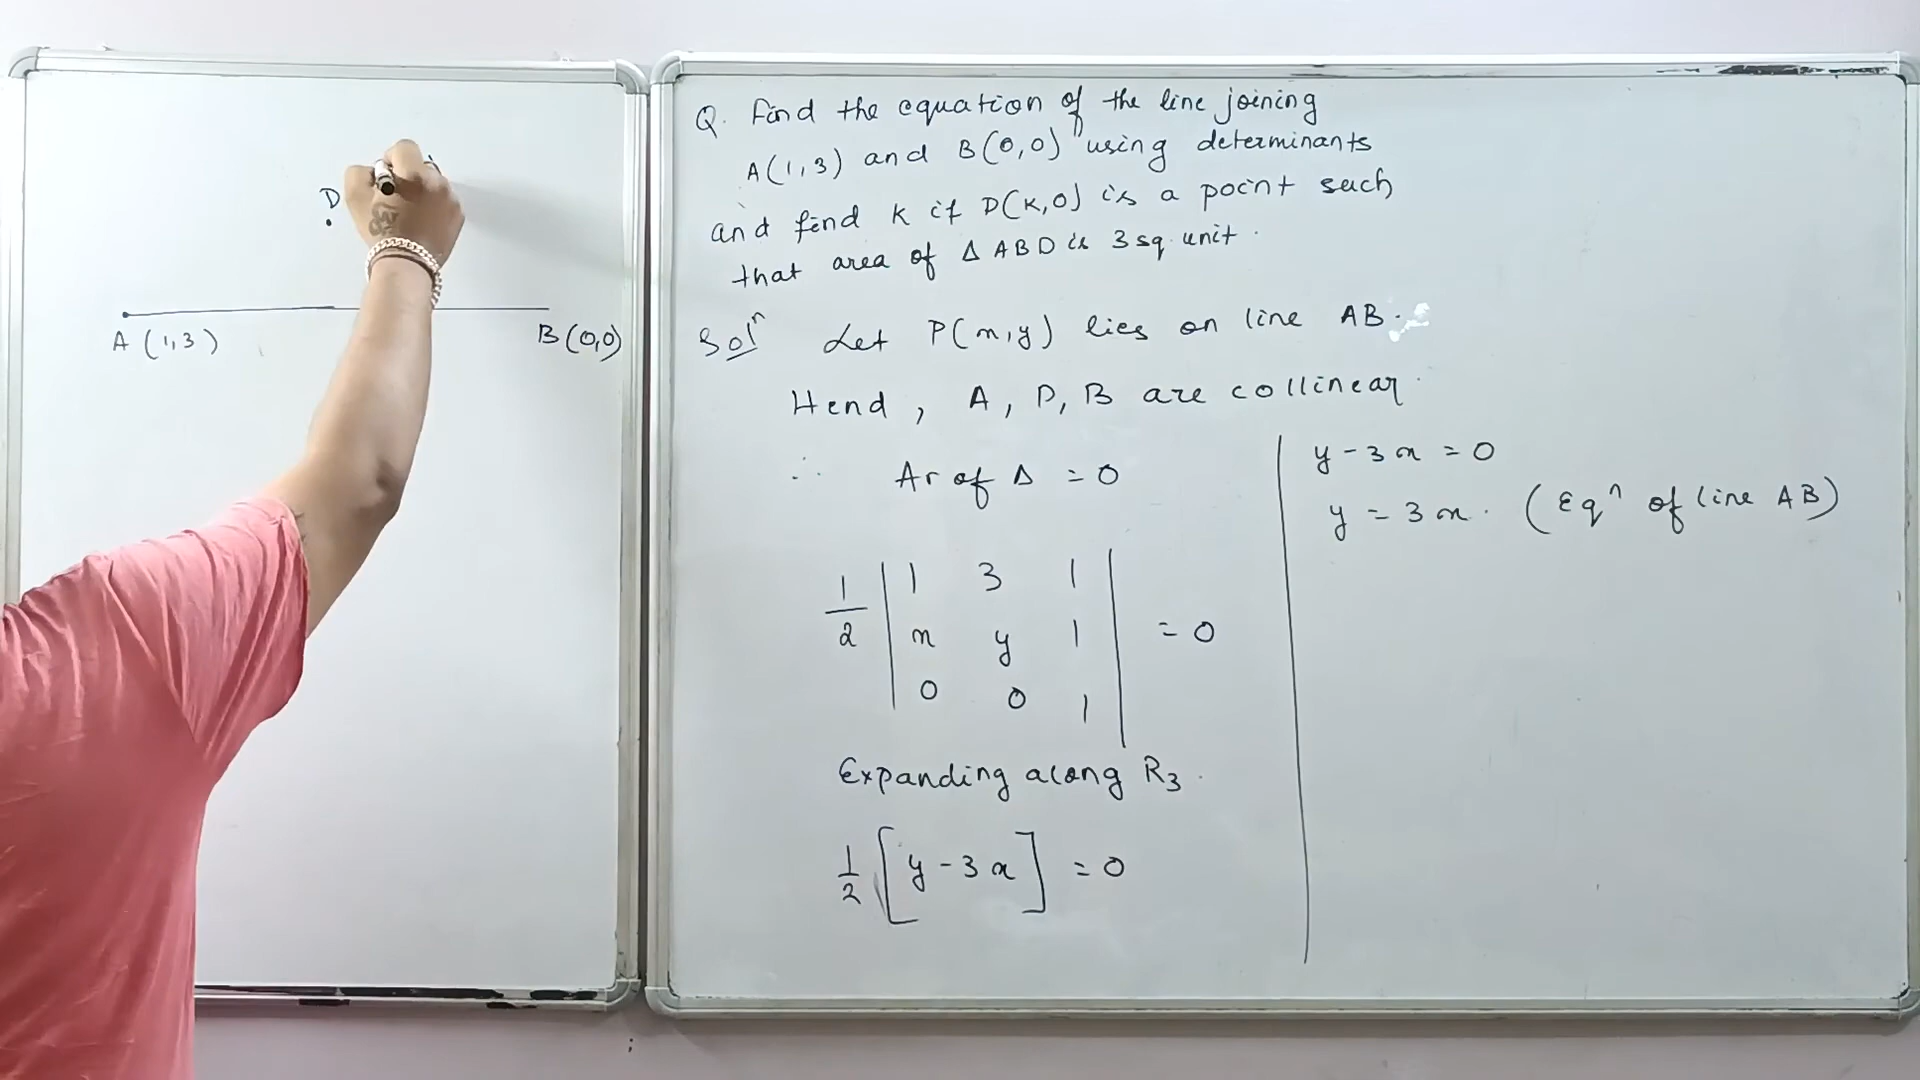 D
A (1,3)
B (0,0)
Q. Find the equation of the line joining
A(1,3) and B(0,0) using determinants
and find K if D(K,0) is a point such
that area of Δ ABD is 3 sq. unit.
Solⁿ Let P(x,y) lies on line AB.
Hend, A, P, B are collinear.
∴ Ar of Δ = 0
1/2 | 1 3 1 |
| x y 1 | = 0
| 0 0 1 |
Expanding along R3.
1/2 [y - 3x] = 0
y - 3x = 0
y = 3x. (Eqⁿ of line AB)